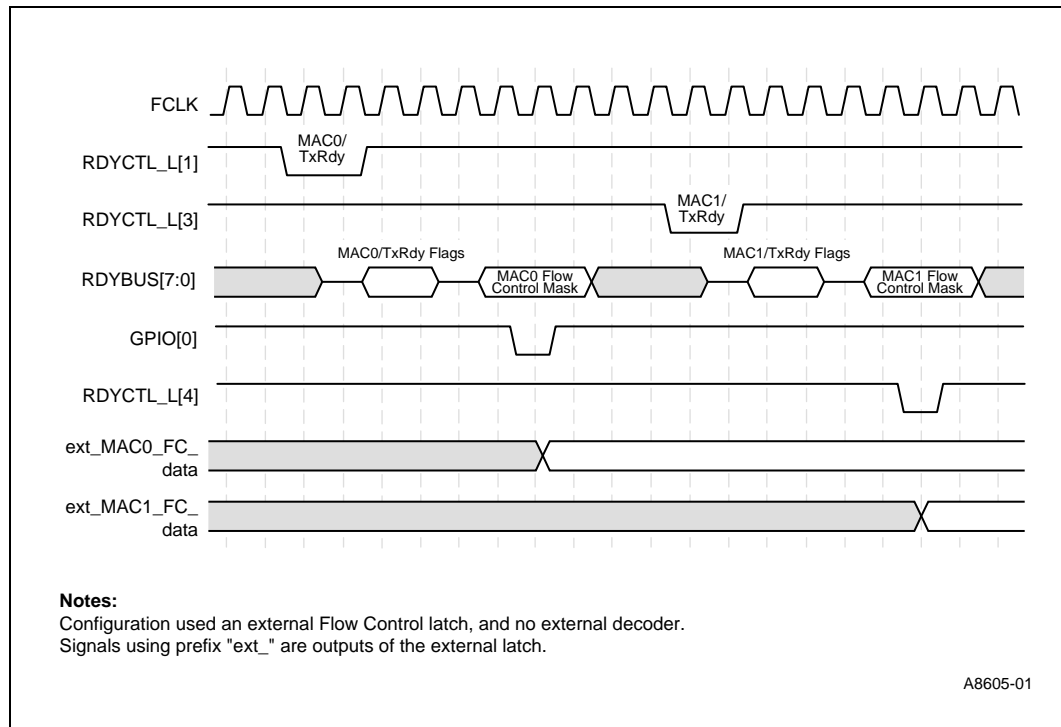 FCLK
RDYCTL_L[1]
MAC0/
TxRdy
RDYCTL_L[3]
MAC1/
TxRdy
MAC0/TxRdy Flags
MAC1/TxRdy Flags
RDYBUS[7:0]
MAC0 Flow
Control Mask
MAC1 Flow
Control Mask
GPIO[0]
RDYCTL_L[4]
ext_MAC0_FC_
data
ext_MAC1_FC_
data
Notes:
Configuration used an external Flow Control latch, and no external decoder.
Signals using prefix "ext_" are outputs of the external latch.
A8605-01